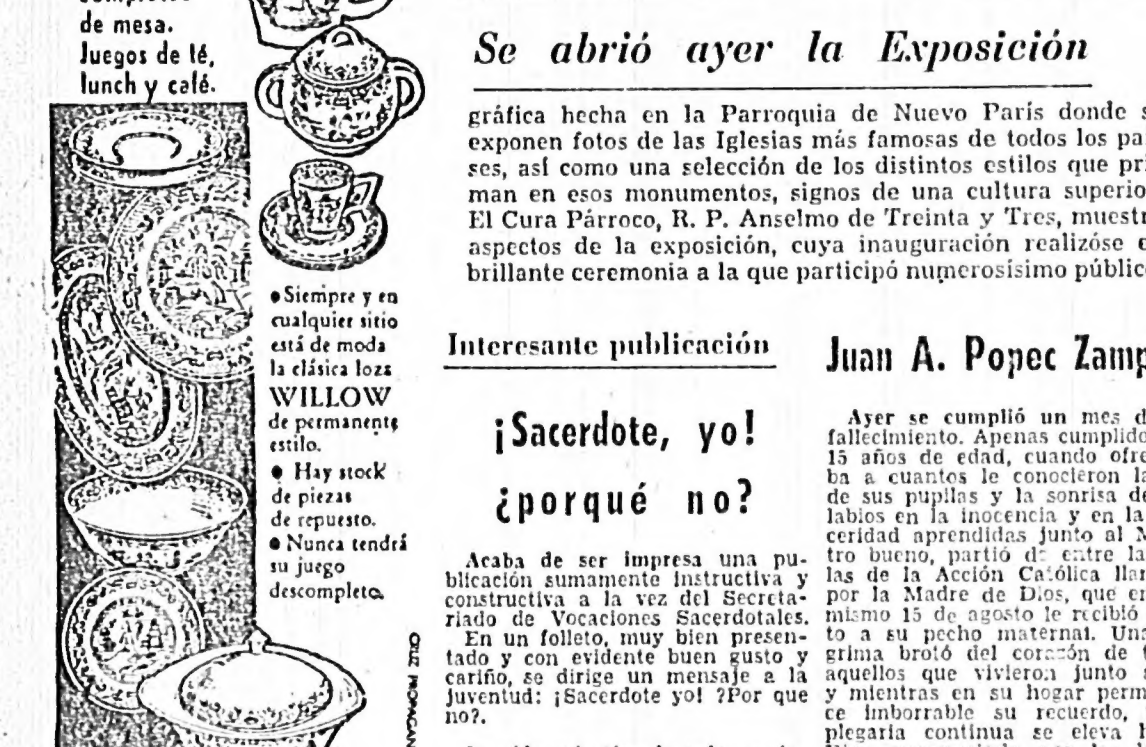 de mesa.
Juegos de té,
lunch y café.
● Siempre y en
cualquier sitio
está de moda
la clásica loza
WILLOW
de permanente
estilo.
● Hay stock
de piezas
de repuesto.
● Nunca tendrá
su juego
descompleto.
CRUZ PROPAGAN
Se abrió ayer la Exposición
gráfica hecha en la Parroquia de Nuevo París donde s
exponen fotos de las Iglesias más famosas de todos los pa
ses, así como una selección de los distintos estilos que pri
man en esos monumentos, signos de una cultura superio
El Cura Párroco, R. P. Anselmo de Treinta y Tres, muestr
aspectos de la exposición, cuya inauguración realizóse e
brillante ceremonia a la que participó numerosísimo públic
Interesante publicación
¡Sacerdote, yo!
¿porqué no?
Acaba de ser impresa una pu-
blicación sumamente instructiva y
constructiva a la vez del Secreta-
riado de Vocaciones Sacerdotales.
En un folleto, muy bien presen-
tado y con evidente buen gusto y
cariño, se dirige un mensaje a la
juventud: ¡Sacerdote yo! ?Por que
no?.
Juan A. Popec Zamp
Ayer se cumplió un mes d
fallecimiento. Apenas cumplido
15 años de edad, cuando ofre
ba a cuantos le conocieron la
de sus pupilas y la sonrisa de
labios en la inocencia y en la
ceridad aprendidas junto al M
tro bueno, partió de entre la
las de la Acción Católica llam
por la Madre de Dios, que en
mismo 15 de agosto le recibió
to a su pecho maternal. Una
grima brotó del corazón de t
aquellos que vivieron junto a
y mientras en su hogar perm
ce imborrable su recuerdo,
plegaria continua se eleva h